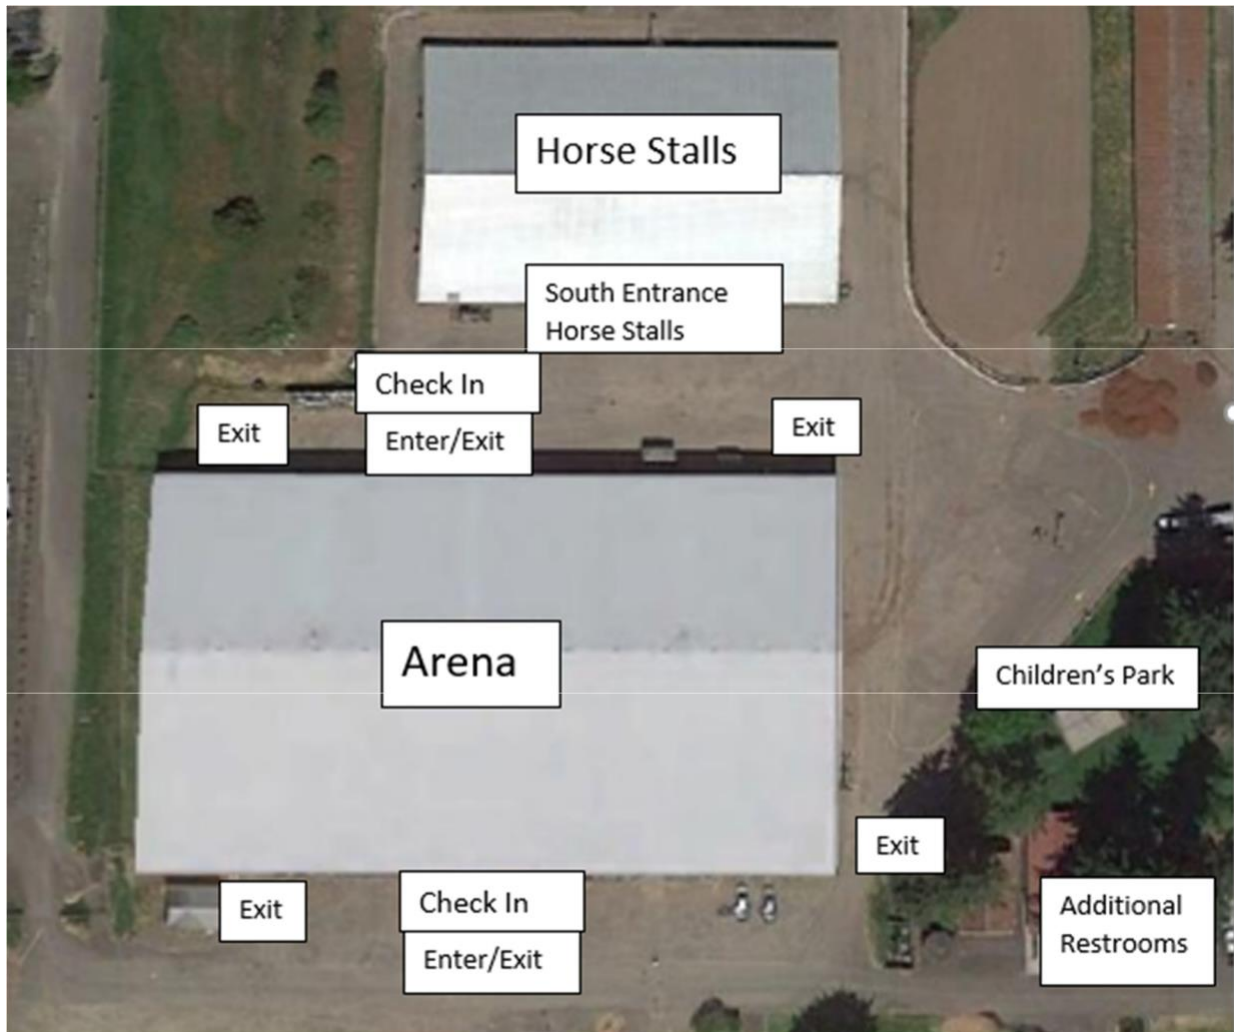 Horse Stalls
South Entrance
Horse Stalls
Check In
Exit
Enter/Exit
Exit
Arena
Children's Park
Exit
Exit
Check In
Enter/Exit
Additional
Restrooms